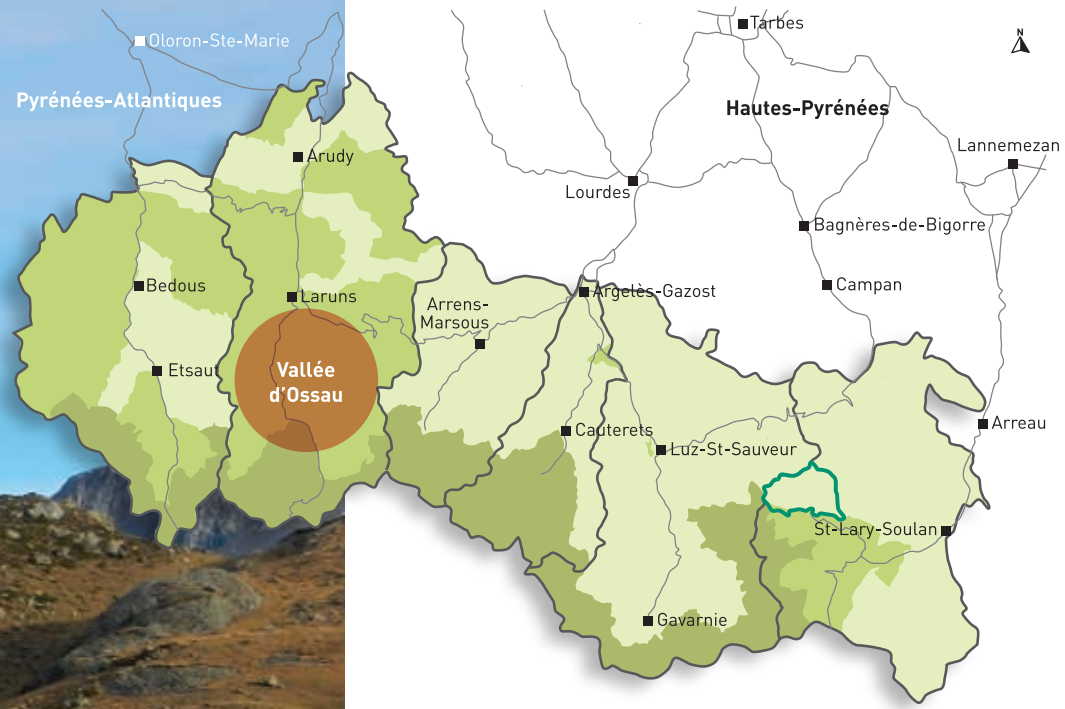 Tarbes
N
Oloron-Ste-Marie
Pyrénées-Atlantiques
Hautes-Pyrénées
Lannemezan
Arudy
Lourdes
Bagnères-de-Bigorre
Bedous
Laruns
Arrens-
Marsous
Argelès-Gazost
Campan
Etsaut
Vallée
d'Ossau
Cauterets
Luz-St-Sauveur
Arreau
St-Lary-Soulan
Gavarnie